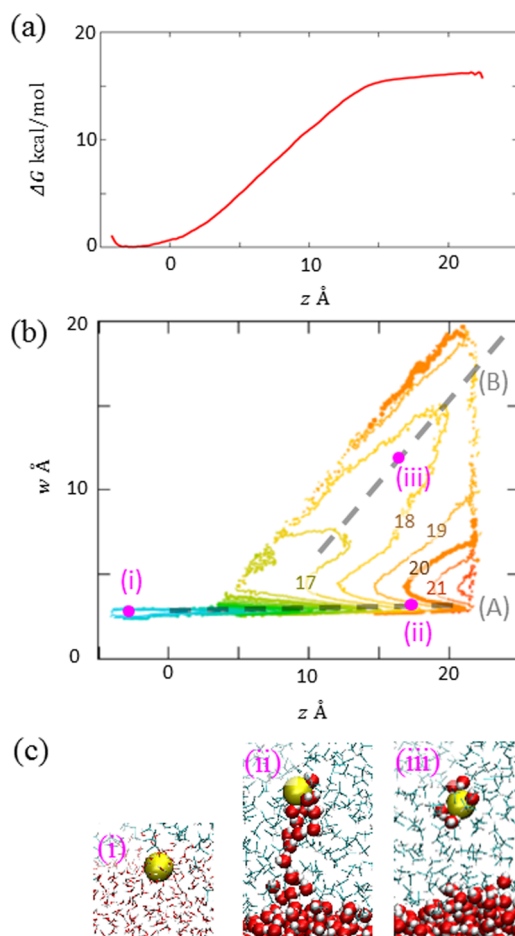 (a)
20
10
0
ΔG kcal/mol
0
10
20
z Å
(b)
20
10
0
w Å
(B)
(iii)
18
19
17
20
21
(i)
(A)
(ii)
0
10
20
z Å
(c)
(i)
(ii)
(iii)